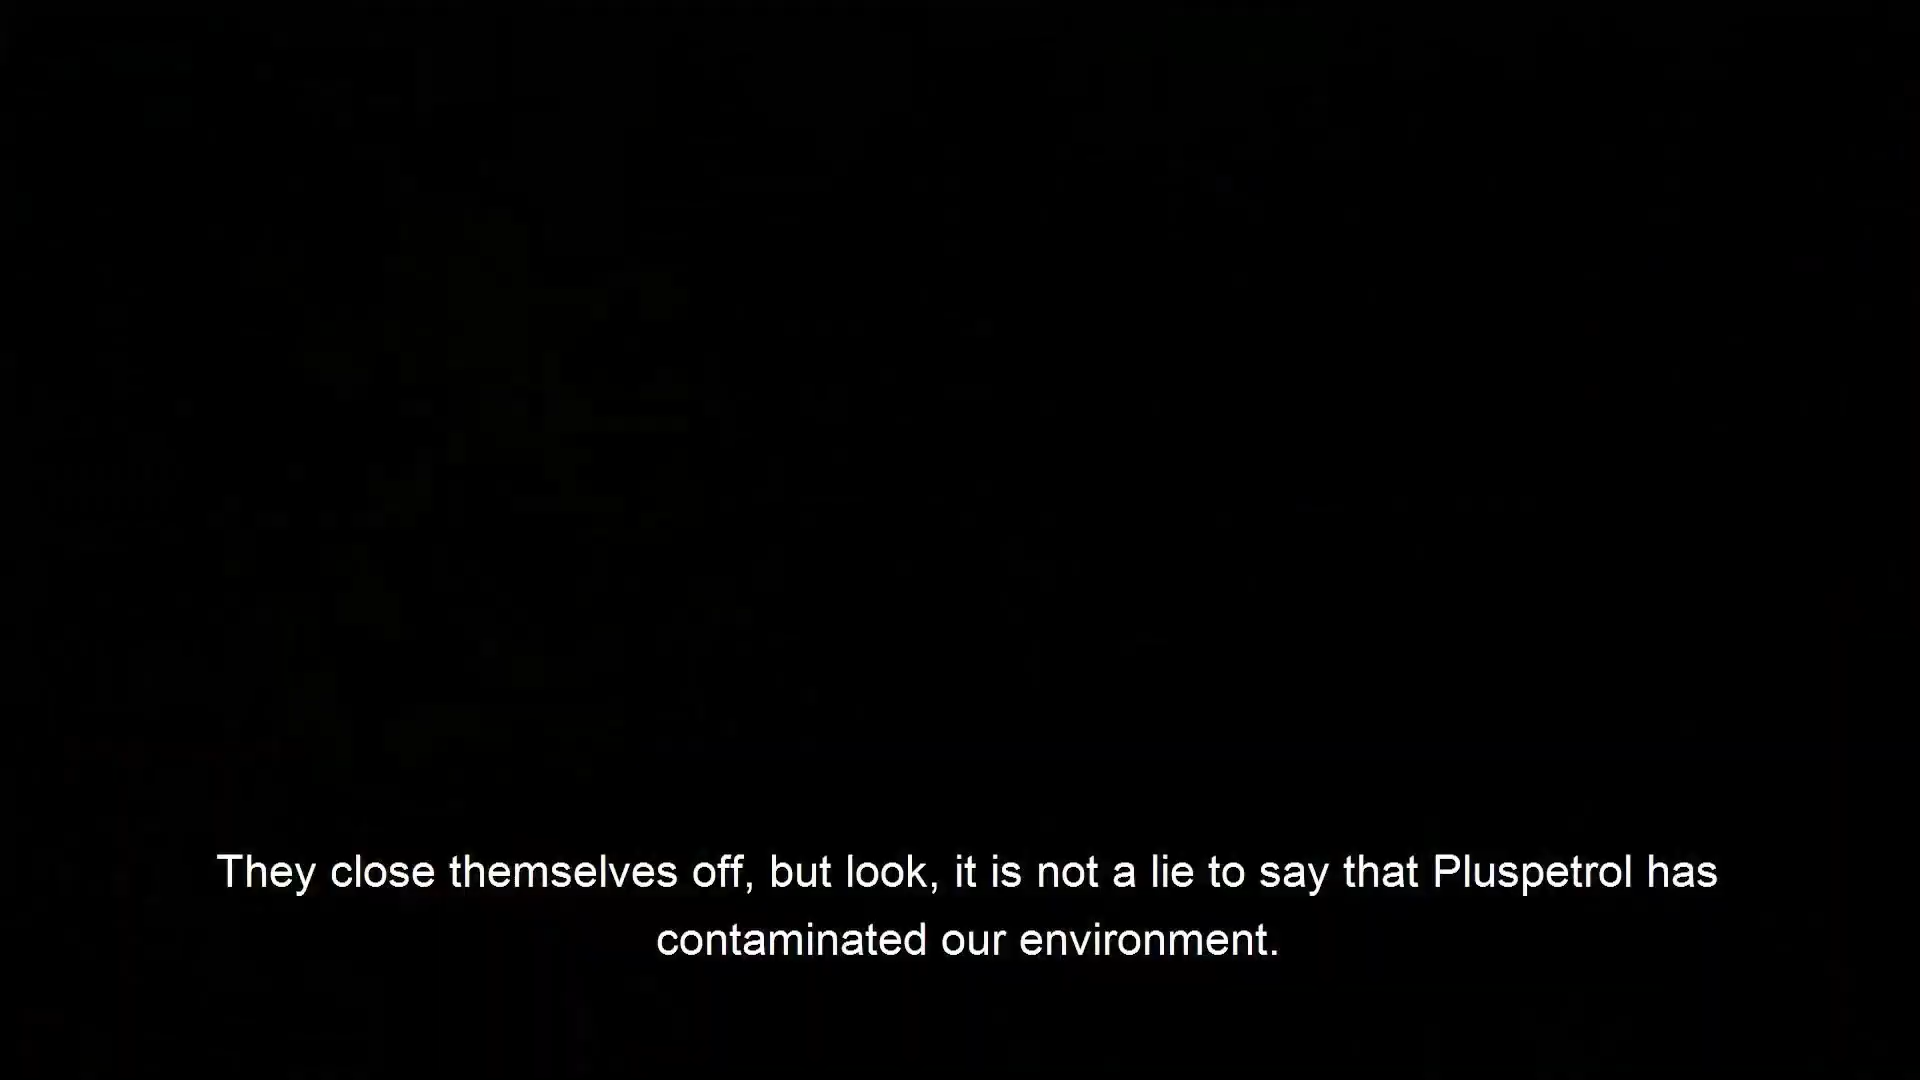 They close themselves off, but look, it is not a lie to say that Pluspetrol has
contaminated our environment.